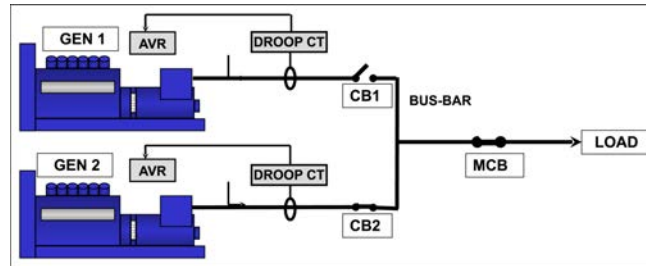 GEN 1
AVR
DROOP CT
CB1
BUS-BAR
MCB
LOAD
GEN 2
AVR
DROOP CT
CB2